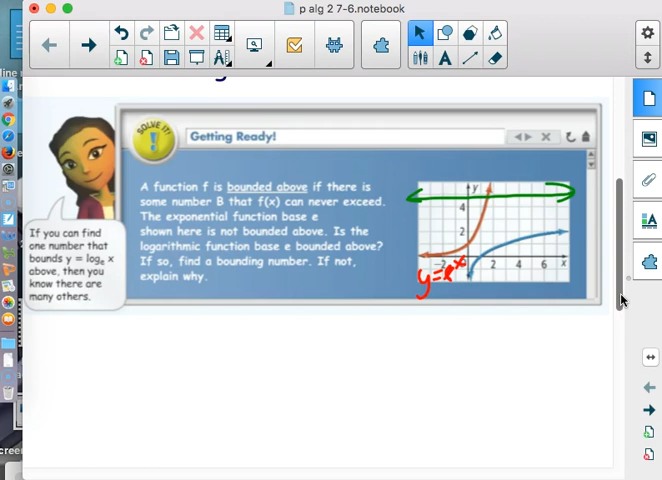 p alg 2 7-6.notebook
SOLVE IT!
Getting Ready!
A function f is bounded above if there is
some number B that f(x) can never exceed.
The exponential function base e
shown here is not bounded above. Is the
logarithmic function base e bounded above?
If so, find a bounding number. If not,
explain why.
If you can find
one number that
bounds y = logₑ x
above, then you
know there are
many others.
y
4
2
-2 2 4 6 x
y=e^x